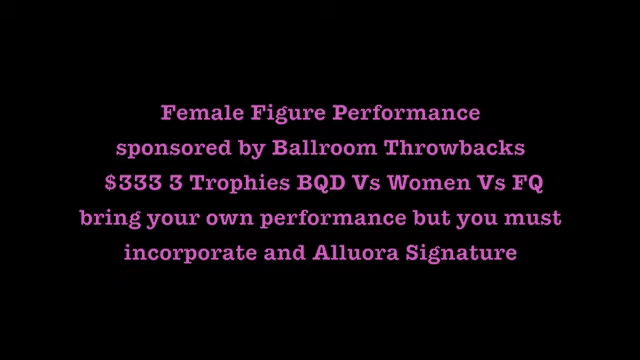 Female Figure Performance
sponsored by Ballroom Throwbacks
$333 3 Trophies BQD Vs Women Vs FQ
bring your own performance but you must
incorporate and Alluora Signature